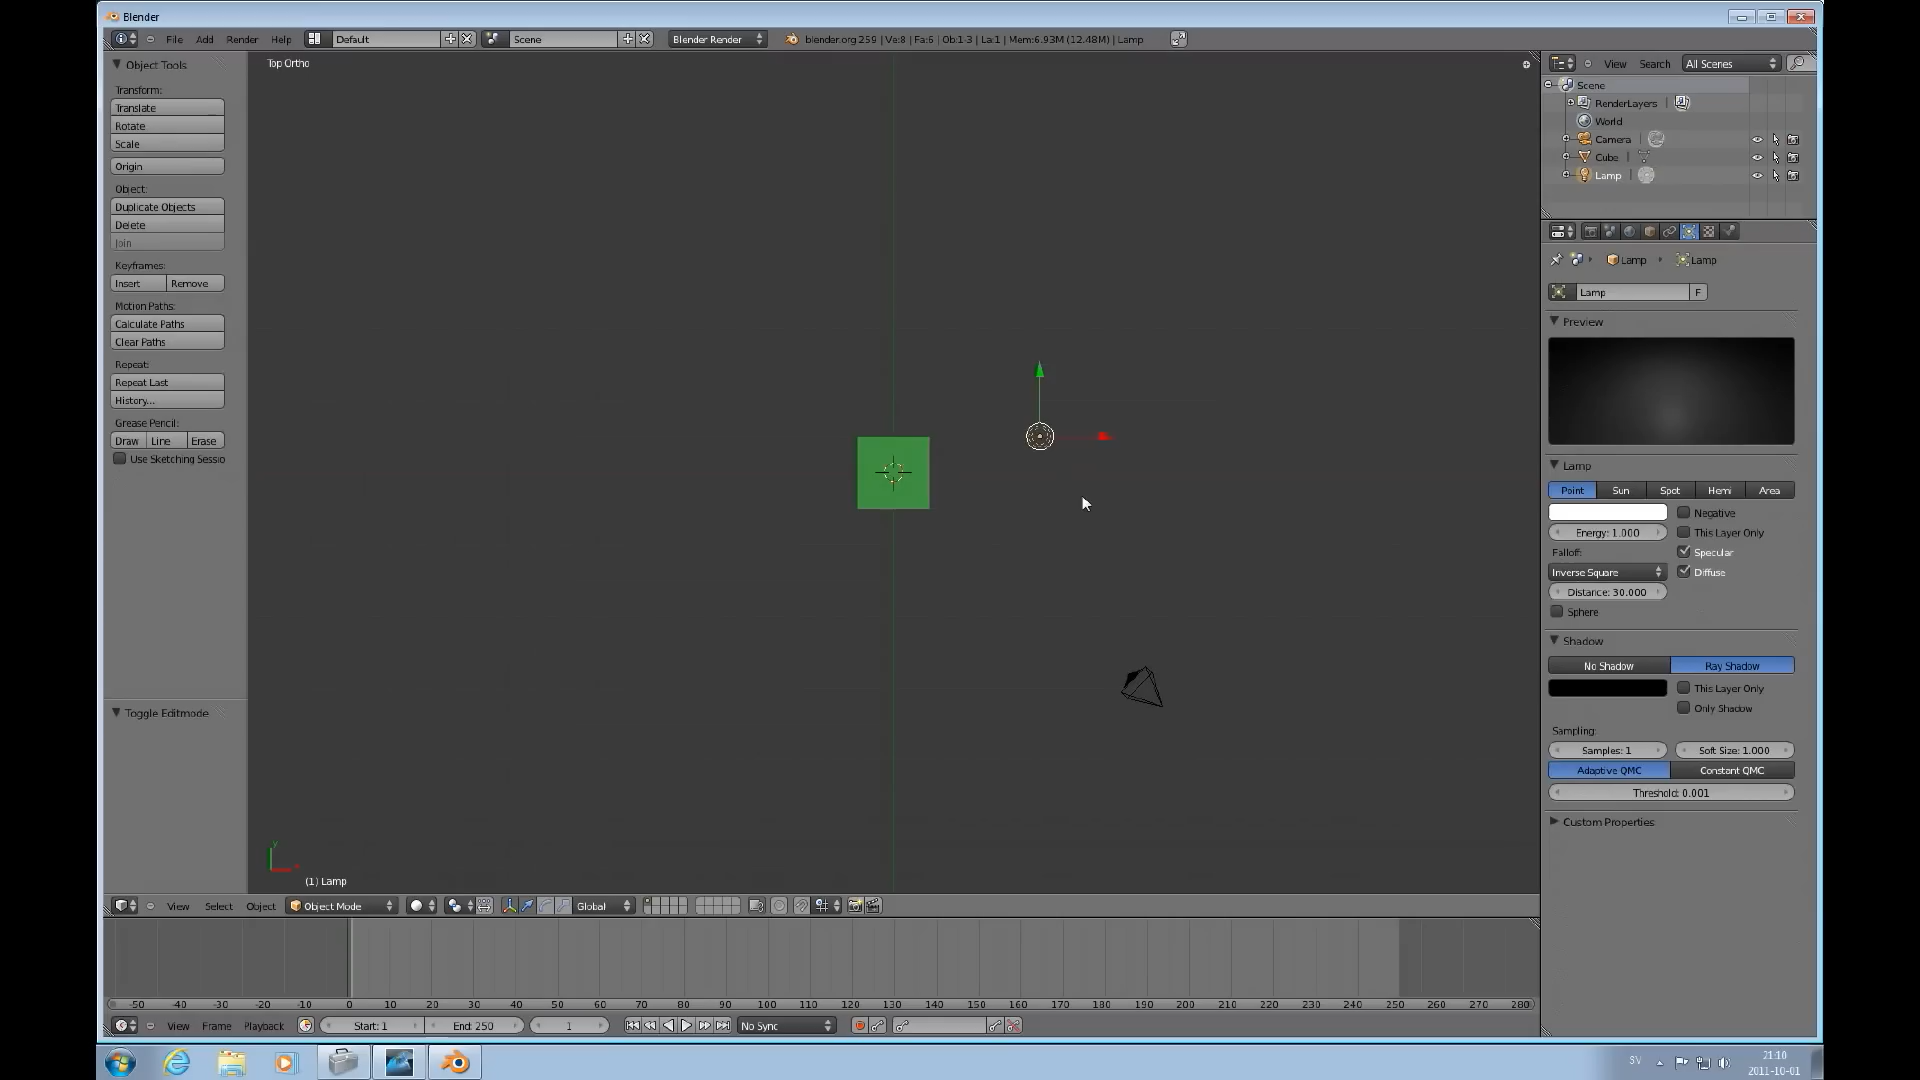 Blender
File Add Render Help Default Scene Blender Render blender.org 259 | Ve:8 | Fa:6 | Ob:1-3 | La:1 | Mem:6.93M (12.48M) | Lamp
Object Tools
Transform:
Translate
Rotate
Scale
Origin
Object:
Duplicate Objects
Delete
Join
Keyframes:
Insert Remove
Motion Paths:
Calculate Paths
Clear Paths
Repeat:
Repeat Last
History...
Grease Pencil:
Draw Line Erase
Use Sketching Sessio
Toggle Editmode
Top Ortho
y
(1) Lamp
View Select Object Object Mode Global
View Search All Scenes
Scene
RenderLayers
World
Camera
Cube
Lamp
Lamp Lamp
Lamp F
Preview
Lamp
Point Sun Spot Hemi Area
Negative
Energy: 1.000 This Layer Only
Falloff: Specular
Inverse Square Diffuse
Distance: 30.000
Sphere
Shadow
No Shadow Ray Shadow
This Layer Only
Only Shadow
Sampling:
Samples: 1 Soft Size: 1.000
Adaptive QMC Constant QMC
Threshold: 0.001
Custom Properties
-50 -40 -30 -20 -10 0 10 20 30 40 50 60 70 80 90 100 110 120 130 140 150 160 170 180 190 200 210 220 230 240 250 260 270 280
View Frame Playback Start: 1 End: 250 1 No Sync
SV 21:10
2011-10-01